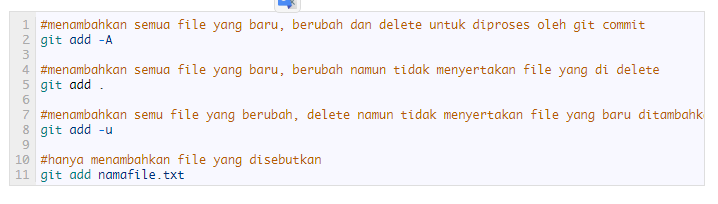 1 #menambahkan semua file yang baru, berubah dan delete untuk diproses oleh git commit
2 git add -A
3
4 #menambahkan semua file yang baru, berubah namun tidak menyertakan file yang di delete
5 git add .
6
7 #menambahkan semu file yang berubah, delete namun tidak menyertakan file yang baru ditambahk
8 git add -u
9
10 #hanya menambahkan file yang disebutkan
11 git add namafile.txt